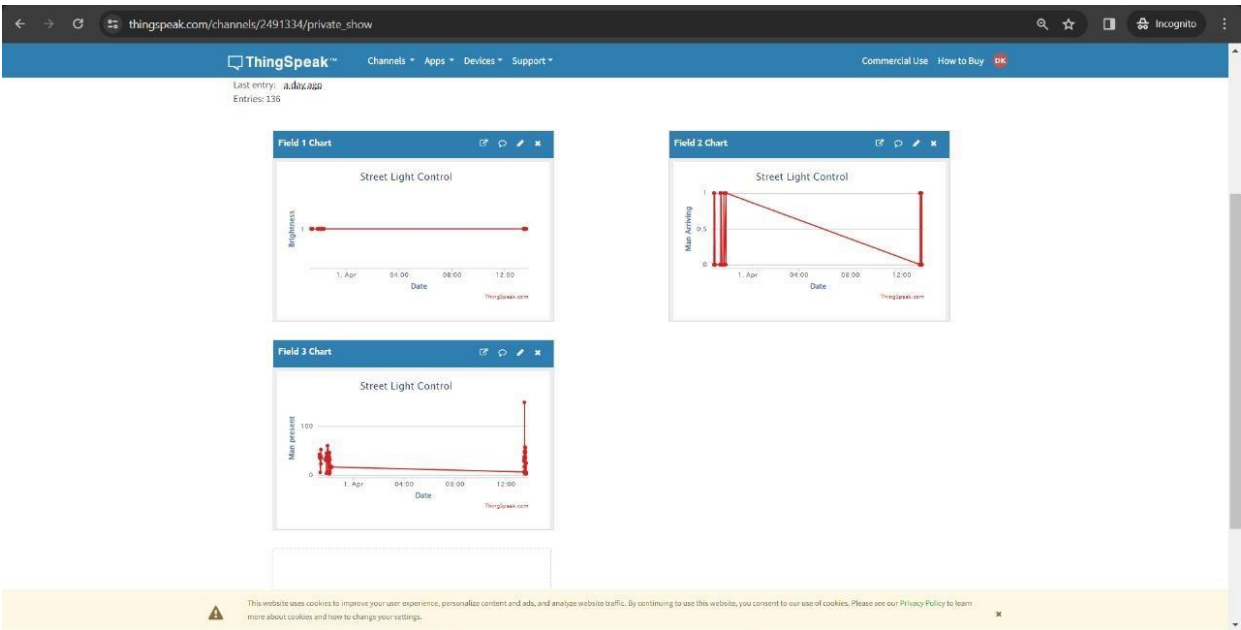 thingspeak.com/channels/2491334/private_show
Incognito
ThingSpeak™
Channels Apps Devices Support
Commercial Use How to Buy DK
Last entry: a day ago
Entries: 136
Field 1 Chart
Street Light Control
Brightness
1
1. Apr 04:00 08:00 12:00
Date
ThingSpeak.com
Field 2 Chart
Street Light Control
Man Arriving
1
0.5
0
1. Apr 04:00 08:00 12:00
Date
ThingSpeak.com
Field 3 Chart
Street Light Control
Man present
100
0
1. Apr 04:00 08:00 12:00
Date
ThingSpeak.com
This website uses cookies to improve your user experience, personalize content and ads, and analyze website traffic. By continuing to use this website, you consent to our use of cookies. Please see our Privacy Policy to learn
more about cookies and how to change your settings.